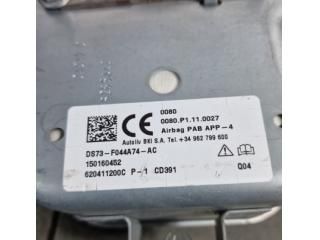 0080
0080.P1.11.0027
Airbag PAB APP-4
Autoliv BKI S.A. Tel. +34 962 799 600
DS73-F044A74-AC
150160452
620411200C P-1 CD391
Q04